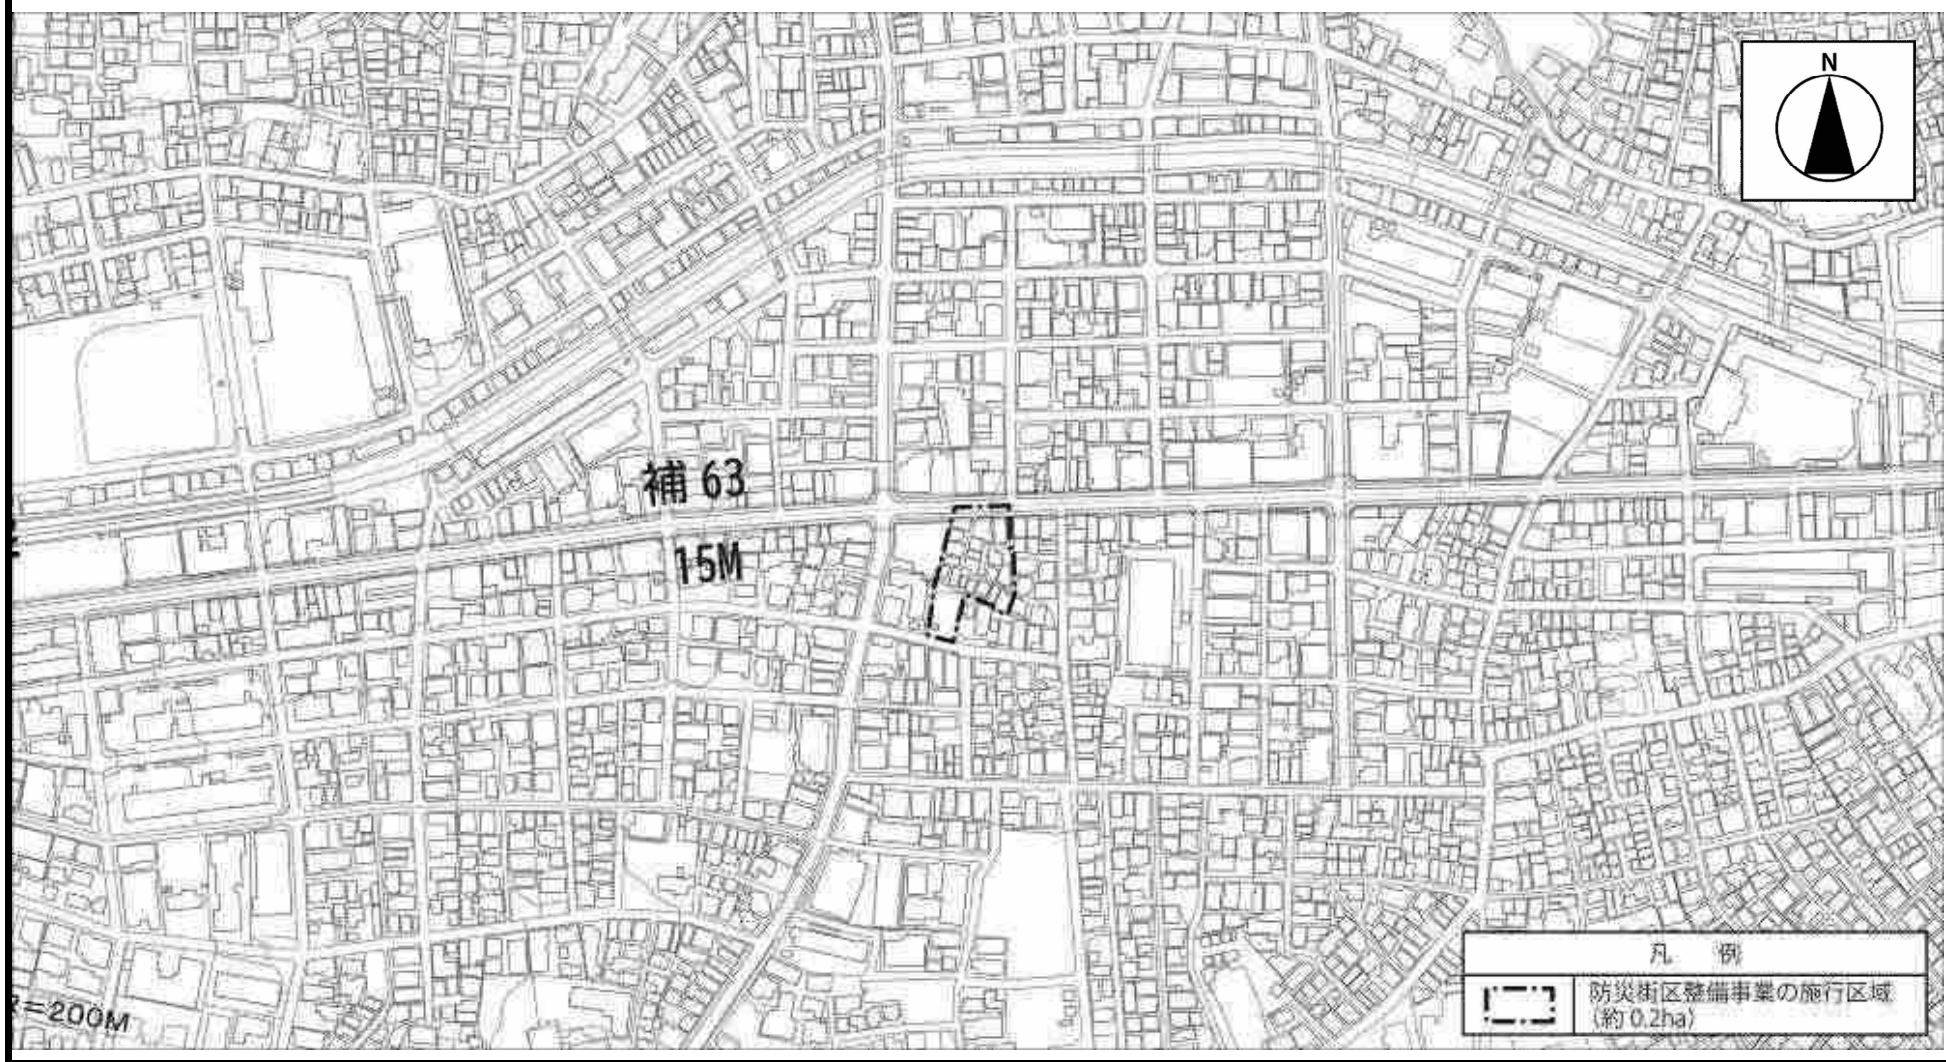 N
補 63
15M
=200M
凡 例
防災街区整備事業の施行区域
(約 0.2ha)